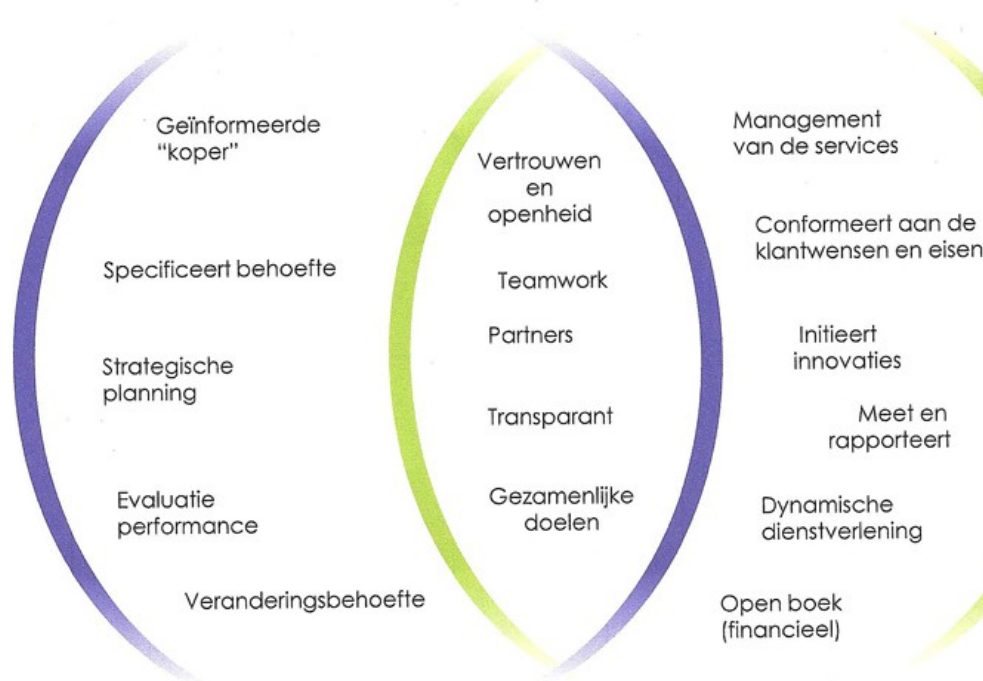 Geïnformeerde
"koper"
Specificeert behoefte
Strategische
planning
Evaluatie
performance
Veranderingsbehoefte
Vertrouwen
en
openheid
Teamwork
Partners
Transparant
Gezamenlijke
doelen
Management
van de services
Conformeert aan de
klantwensen en eisen
Initieert
innovaties
Meet en
rapporteert
Dynamische
dienstverlening
Open boek
(financieel)